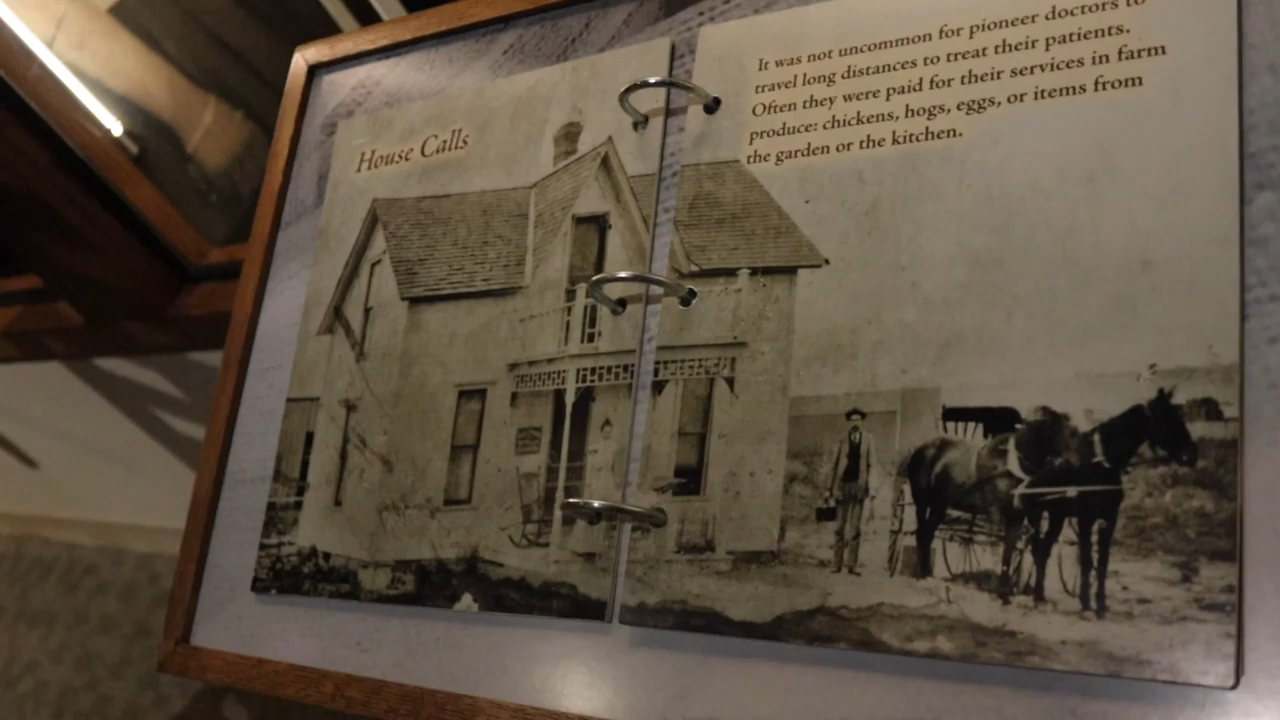 House Calls
It was not uncommon for pioneer doctors to
travel long distances to treat their patients.
Often they were paid for their services in farm
produce: chickens, hogs, eggs, or items from
the garden or the kitchen.